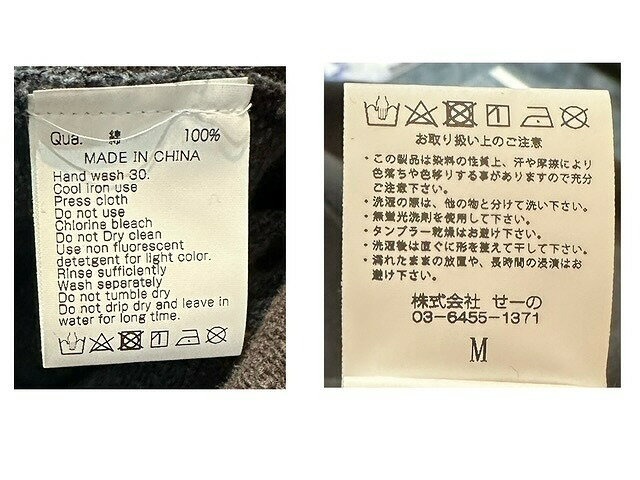 Qua. 綿 100%
MADE IN CHINA
Hand wash 30.
Cool iron use
Press cloth
Do not use
Chlorine bleach
Do not Dry clean
Use non fluorescent
detetgent for light color.
Rinse sufficiently
Wash separately
Do not tumble dry
Do not drip dry and leave in
water for long time.
お取り扱い上のご注意
・この製品は染料の性質上、汗や摩擦により
色落ちや色移りする事がありますので充分
ご注意下さい。
・洗濯の際は、他の物と分けて洗い下さい。
・無蛍光洗剤を使用して下さい。
・タンブラー乾燥はお避け下さい。
・洗濯後は直ぐに形を整えて干して下さい。
・濡れたままの放置や、長時間の浸漬はお
避け下さい。
株式会社 せーの
03-6455-1371
M